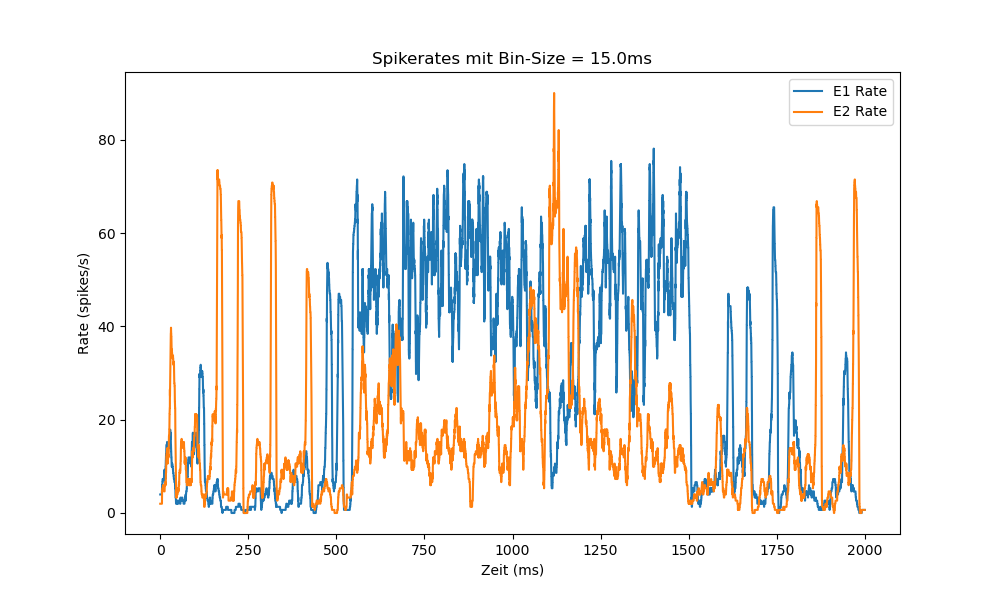 Spikerates mit Bin-Size = 15.0ms
E1 Rate
E2 Rate
Rate (spikes/s)
80
60
40
20
0
0 250 500 750 1000 1250 1500 1750 2000
Zeit (ms)